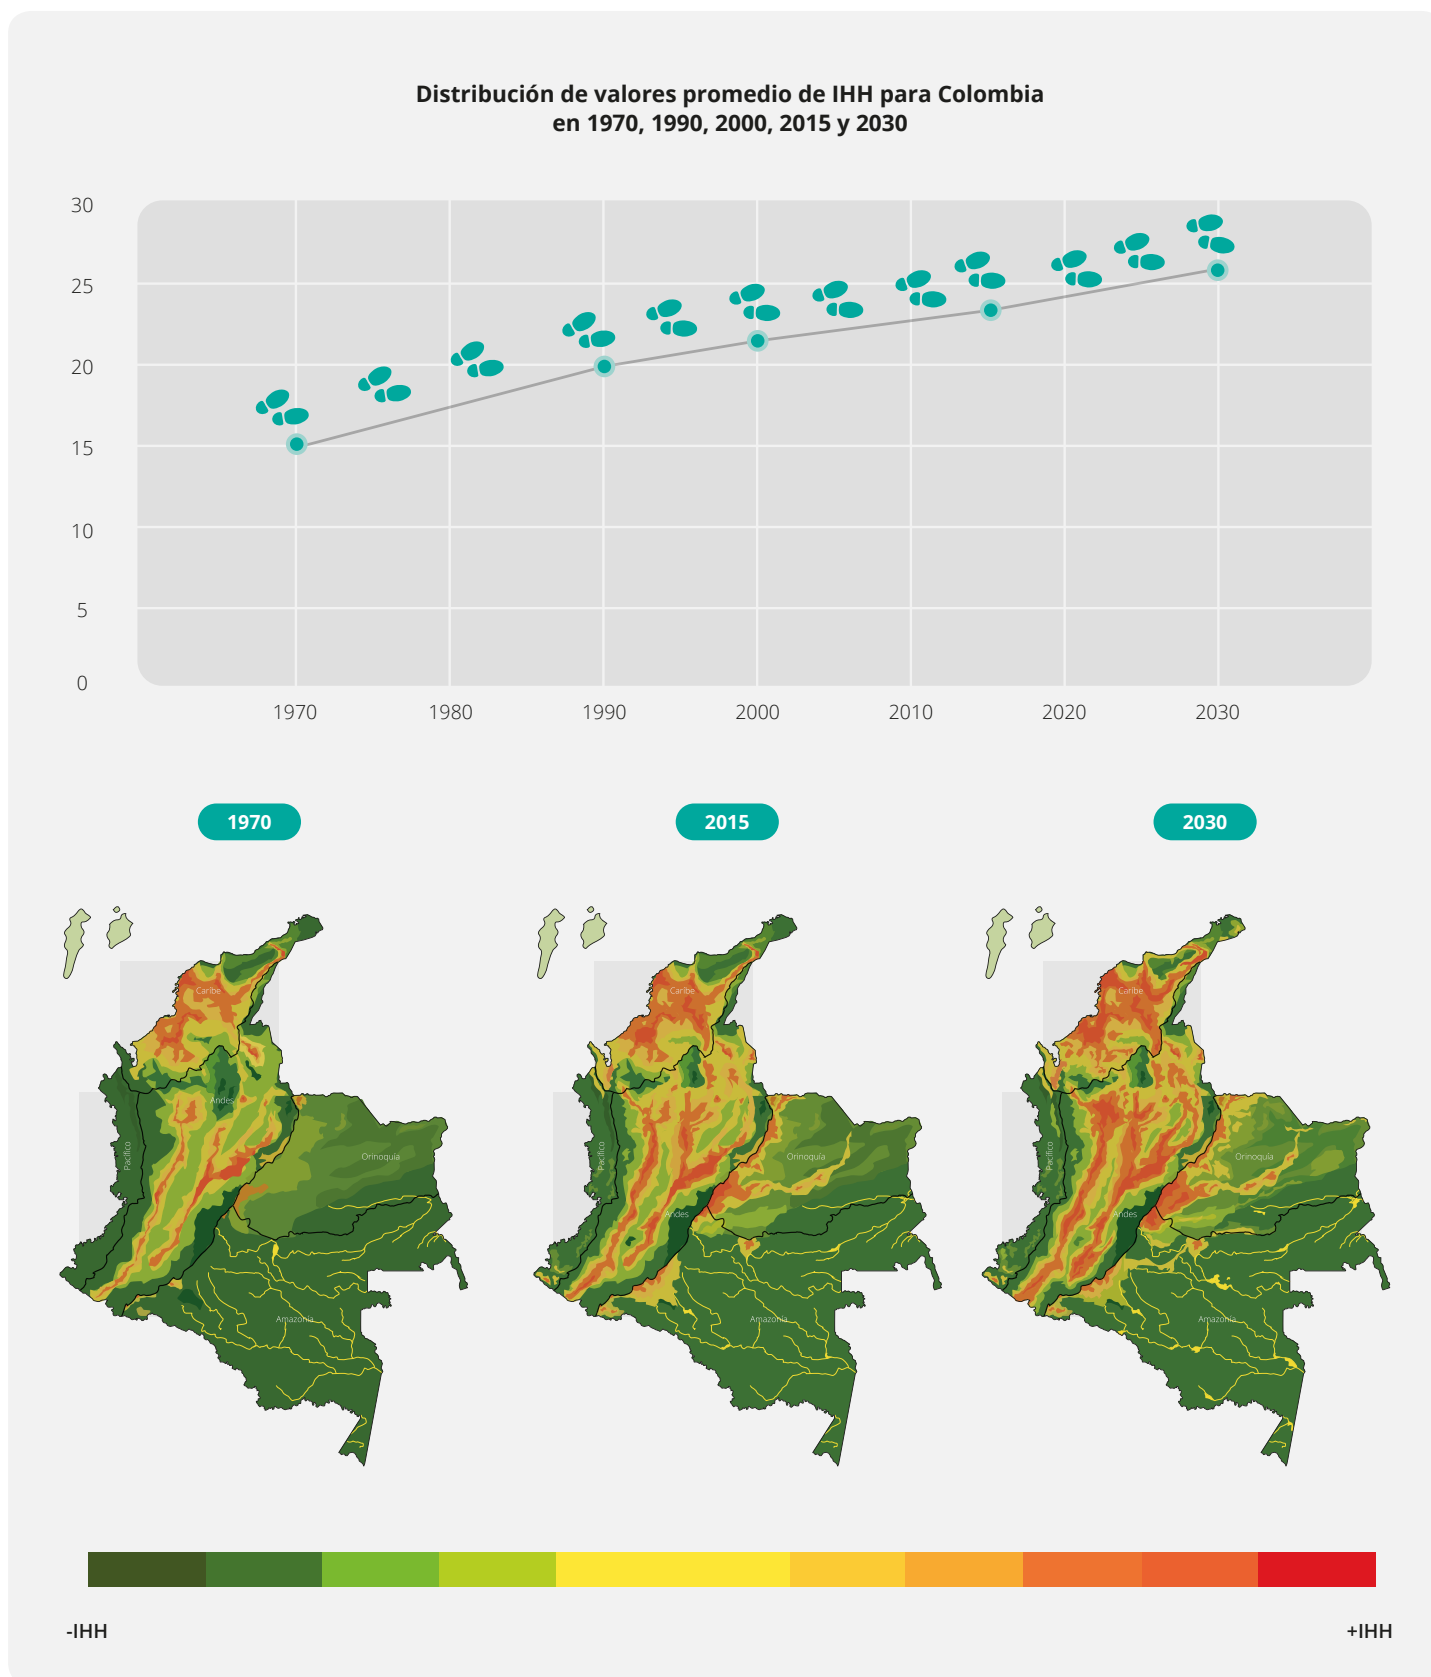 Distribución de valores promedio de IHH para Colombia
en 1970, 1990, 2000, 2015 y 2030
30
25
20
15
10
5
0
1970 1980 1990 2000 2010 2020 2030
1970 2015 2030
Caribe Caribe Caribe
Andes
Pacífico Orinoquía Pacífico Orinoquía Pacífico Orinoquía
Andes Andes
Amazonía Amazonía Amazonía
-IHH +IHH